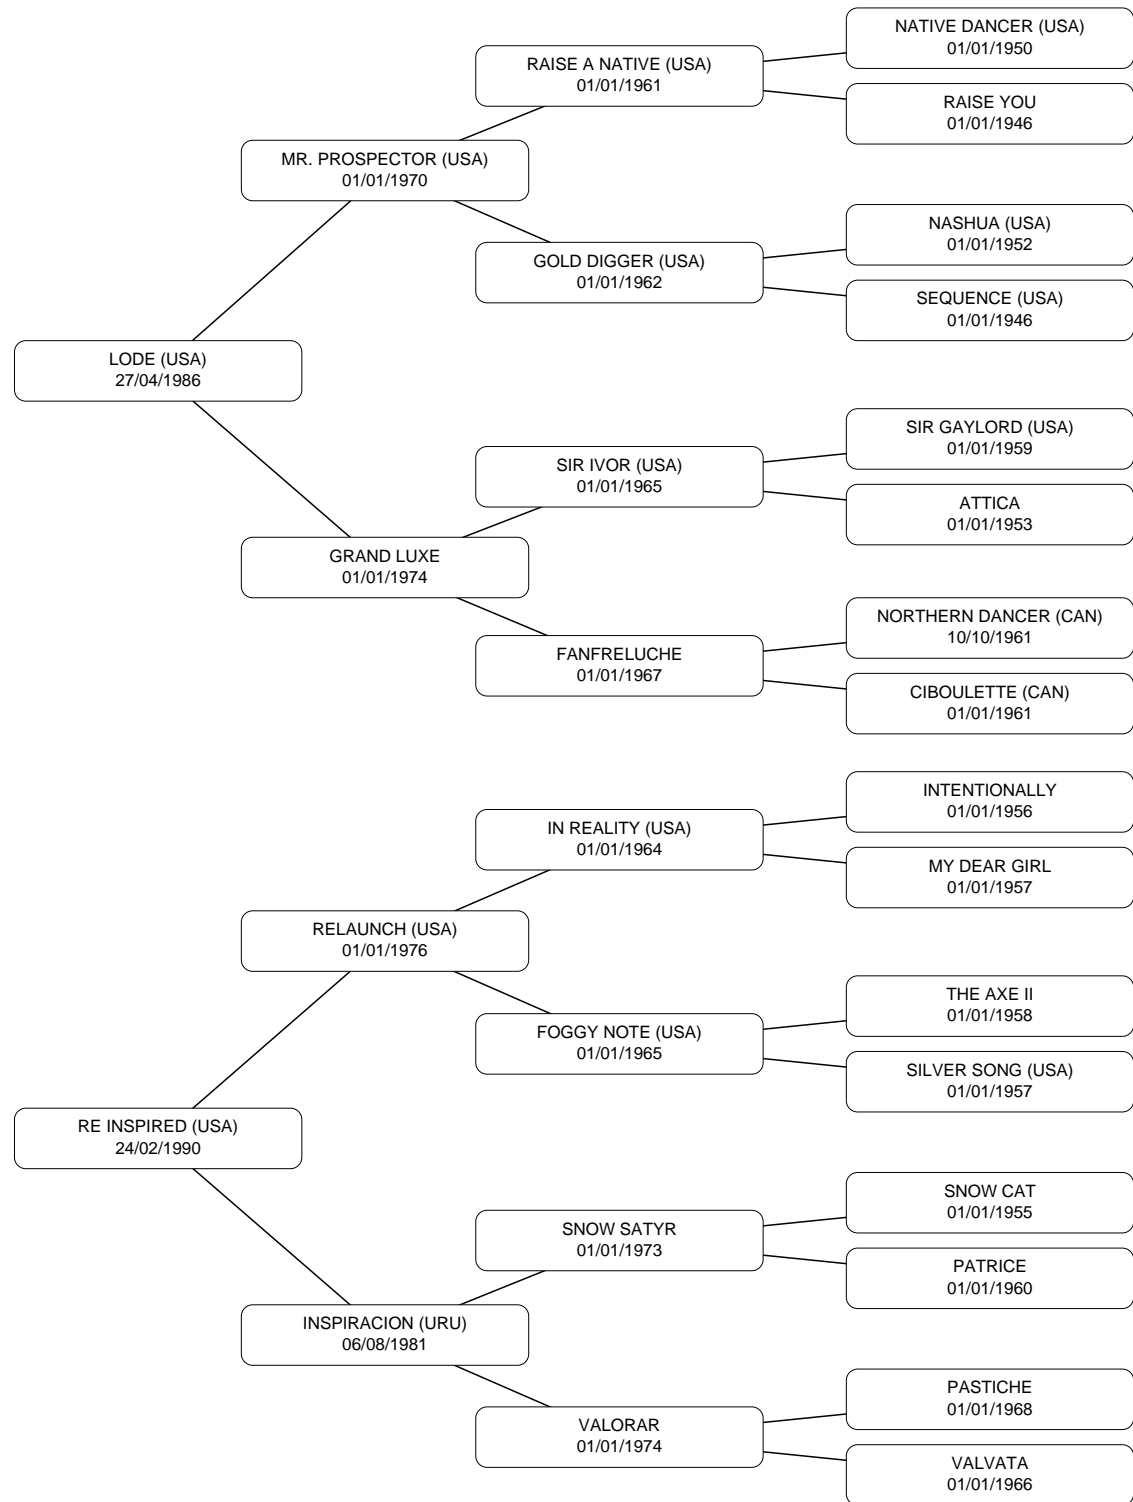 NATIVE DANCER (USA)
01/01/1950
RAISE A NATIVE (USA)
01/01/1961
RAISE YOU
01/01/1946
MR. PROSPECTOR (USA)
01/01/1970
NASHUA (USA)
01/01/1952
GOLD DIGGER (USA)
01/01/1962
SEQUENCE (USA)
01/01/1946
LODE (USA)
27/04/1986
SIR GAYLORD (USA)
01/01/1959
SIR IVOR (USA)
01/01/1965
ATTICA
01/01/1953
GRAND LUXE
01/01/1974
NORTHERN DANCER (CAN)
10/10/1961
FANFRELUCHE
01/01/1967
CIBOULETTE (CAN)
01/01/1961
INTENTIONALLY
01/01/1956
IN REALITY (USA)
01/01/1964
MY DEAR GIRL
01/01/1957
RELAUNCH (USA)
01/01/1976
THE AXE II
01/01/1958
FOGGY NOTE (USA)
01/01/1965
SILVER SONG (USA)
01/01/1957
RE INSPIRED (USA)
24/02/1990
SNOW CAT
01/01/1955
SNOW SATYR
01/01/1973
PATRICE
01/01/1960
INSPIRACION (URU)
06/08/1981
PASTICHE
01/01/1968
VALORAR
01/01/1974
VALVATA
01/01/1966